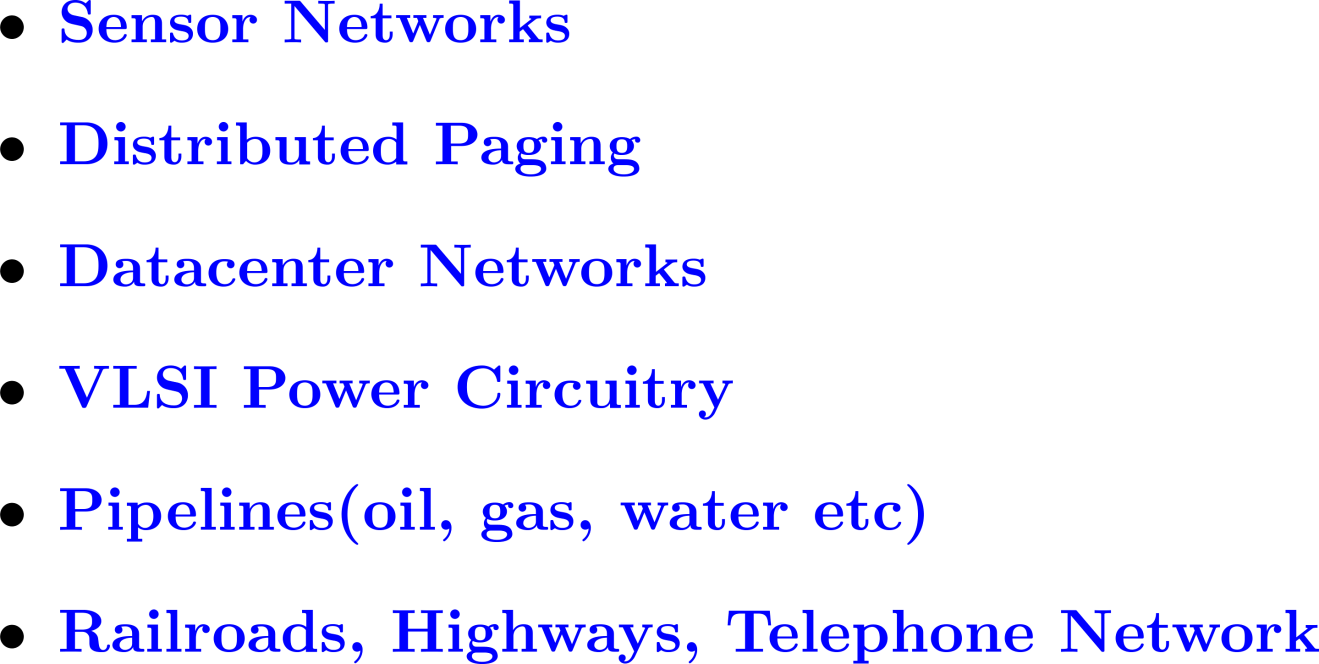 • Sensor Networks
• Distributed Paging
• Datacenter Networks
• VLSI Power Circuitry
• Pipelines(oil, gas, water etc)
• Railroads, Highways, Telephone Network